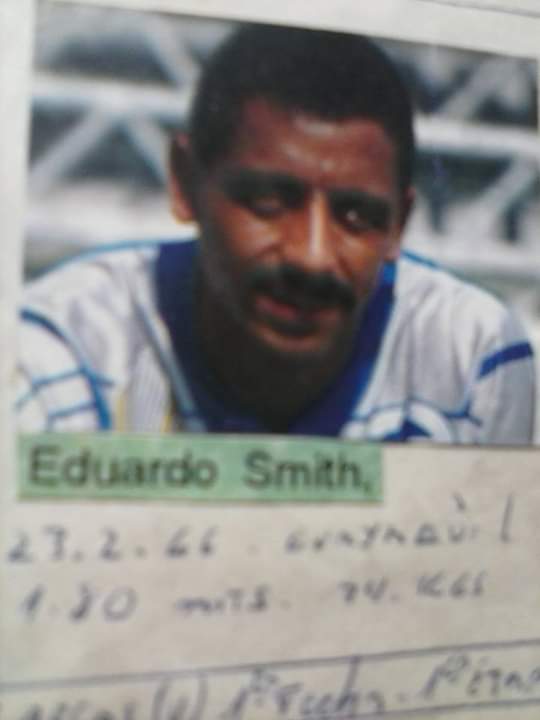 Eduardo Smith,
23.2.66. GUAYAQUIL
1.80 mts. 74. KGS